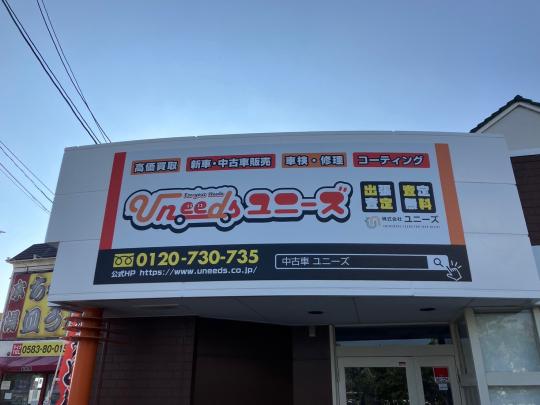 高価買取
新車・中古車販売
車検・修理
コーティング
Everyone Needs
Uneeds ユニーズ
出張査定
査定無料
株式会社 ユニーズ
0120-730-735
公式HP https://www.uneeds.co.jp/
中古車 ユニーズ
0583-80-01